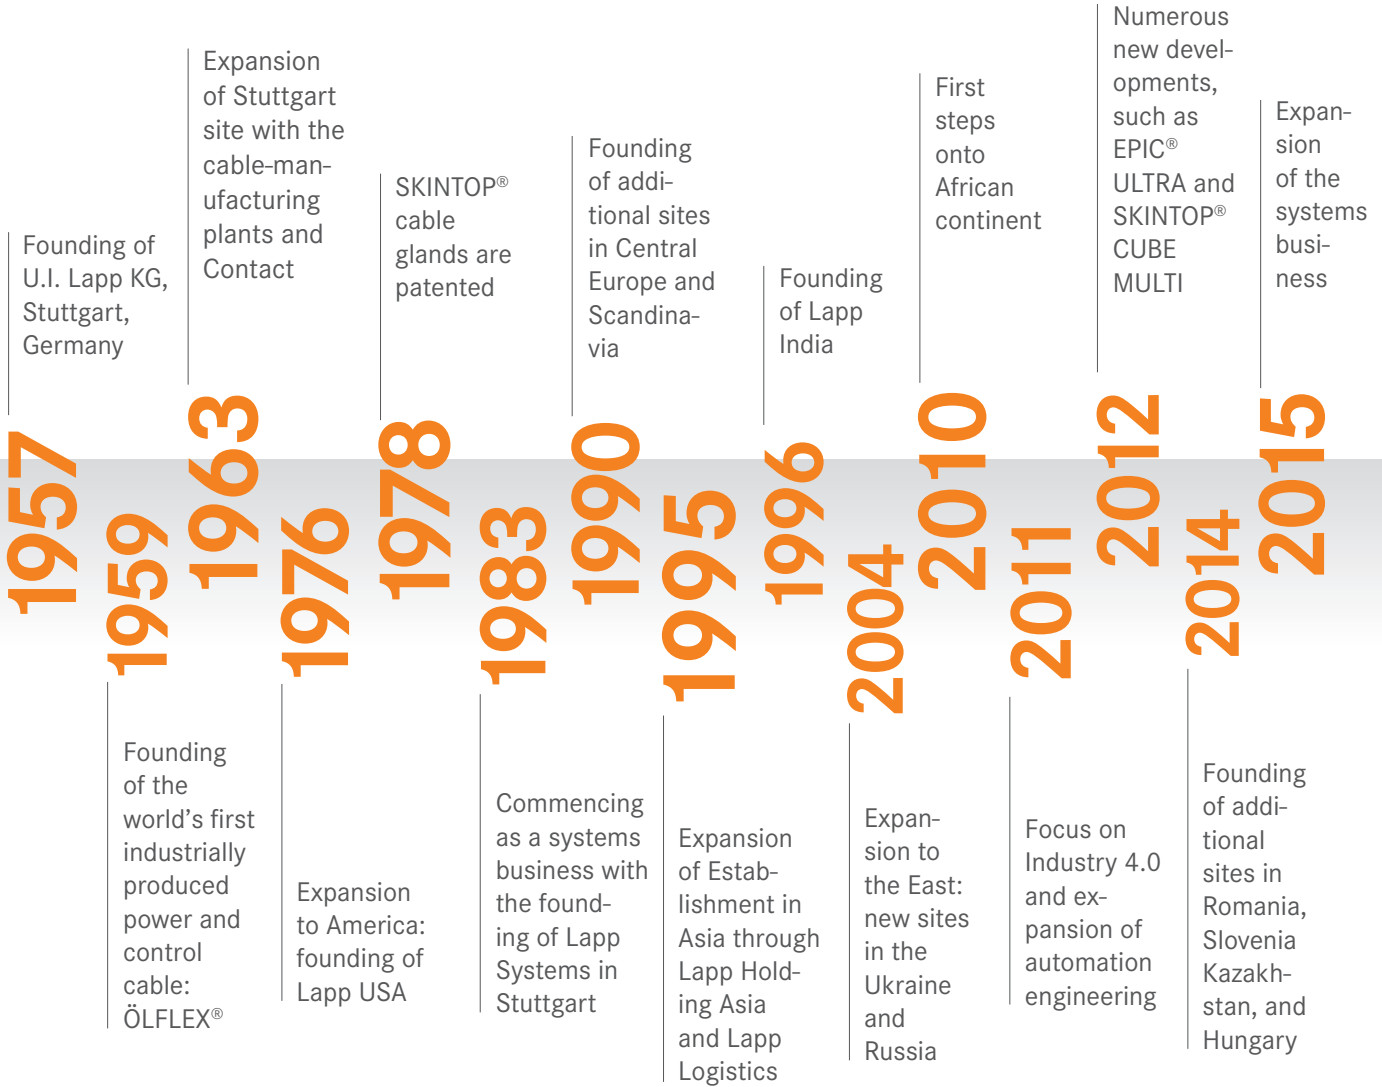 1957
Founding of
U.I. Lapp KG,
Stuttgart,
Germany
1959
Founding
of the
world’s first
industrially
produced
power and
control
cable:
ÖLFLEX®
1963
Expansion
of Stuttgart
site with the
cable-man-
ufacturing
plants and
Contact
1976
Expansion
to America:
founding of
Lapp USA
1978
SKINTOP®
cable
glands are
patented
1983
Commencing
as a systems
business with
the found-
ing of Lapp
Systems in
Stuttgart
1990
Founding
of addi-
tional sites
in Central
Europe and
Scandina-
via
1995
Expansion
of Estab-
lishment in
Asia through
Lapp Hold-
ing Asia
and Lapp
Logistics
1996
Founding
of Lapp
India
2004
Expan-
sion to
the East:
new sites
in the
Ukraine
and
Russia
2010
First
steps
onto
African
continent
2011
Focus on
Industry 4.0
and ex-
pansion of
automation
engineering
2012
Numerous
new devel-
opments,
such as
EPIC®
ULTRA and
SKINTOP®
CUBE
MULTI
2014
Founding
of addi-
tional
sites in
Romania,
Slovenia
Kazakh-
stan, and
Hungary
2015
Expan-
sion
of the
systems
busi-
ness